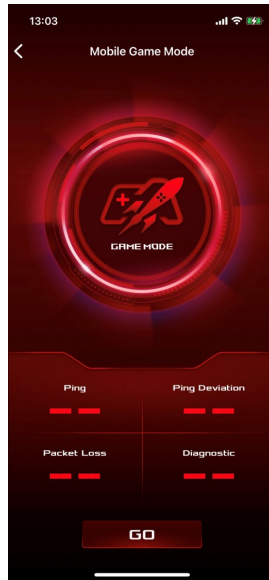 13:03
Mobile Game Mode
GAME MODE
Ping
Ping Deviation
-- --
Packet Loss
Diagnostic
-- --
GO